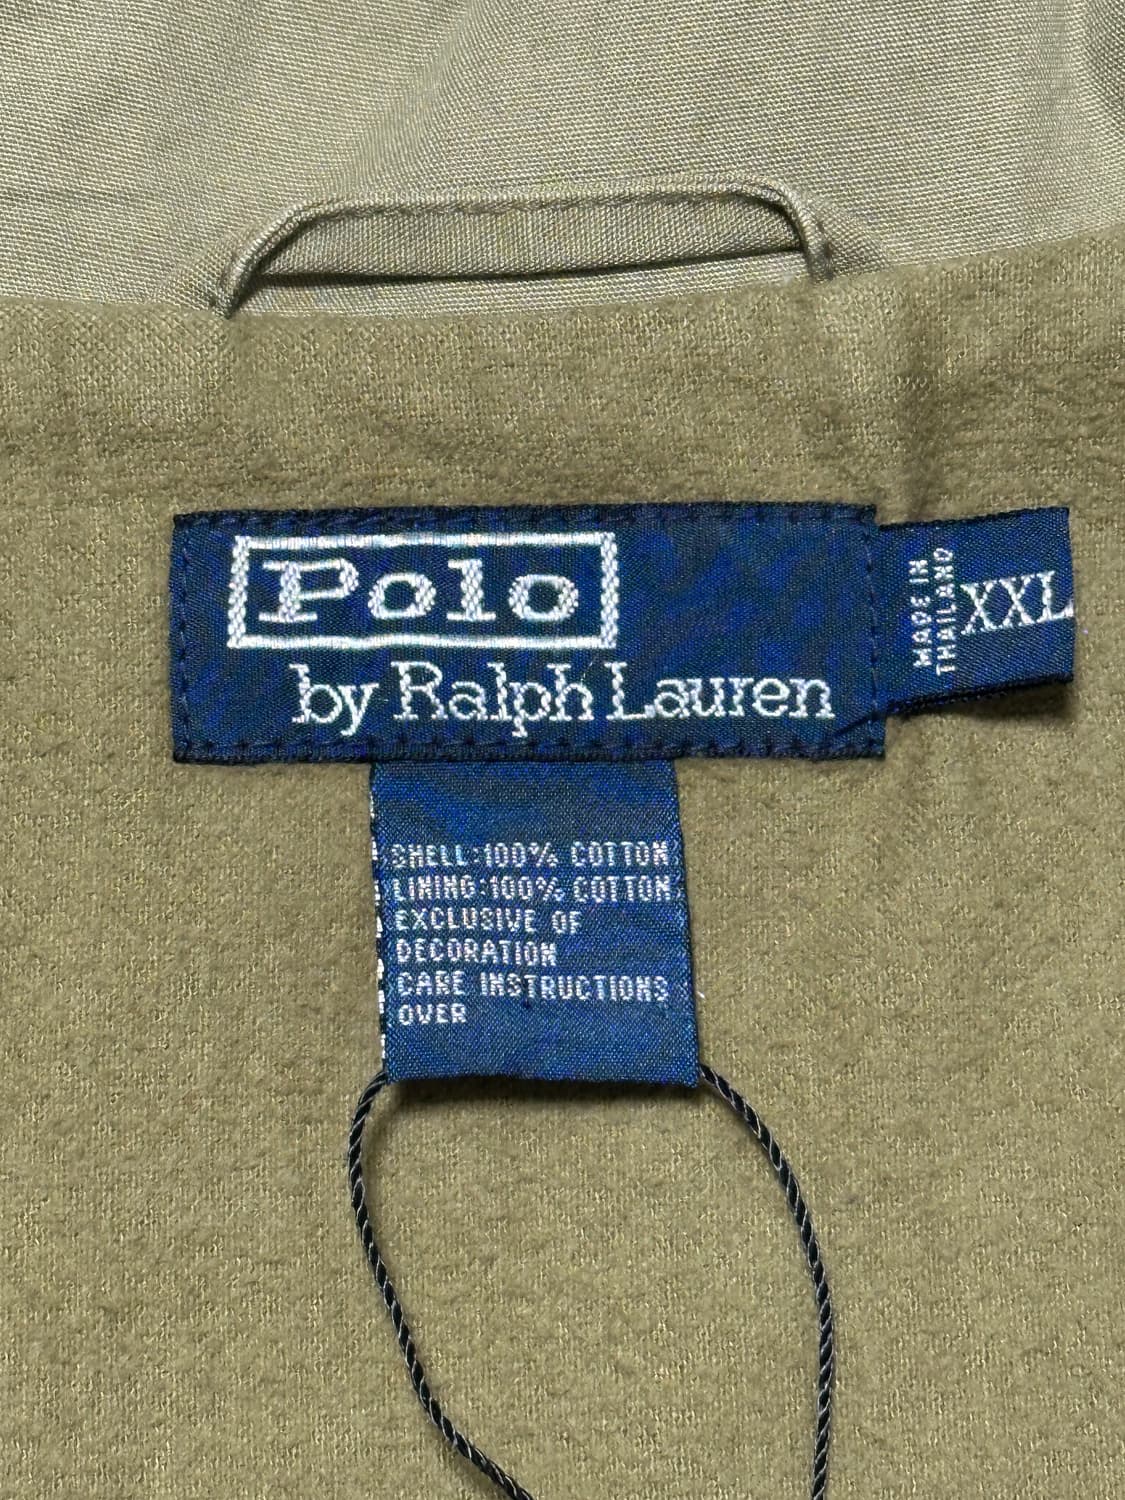 Polo
by Ralph Lauren
MADE IN
THAILAND
XXL
SHELL:100% COTTON
LINING:100% COTTON
EXCLUSIVE OF
DECORATION
CARE INSTRUCTIONS
OVER